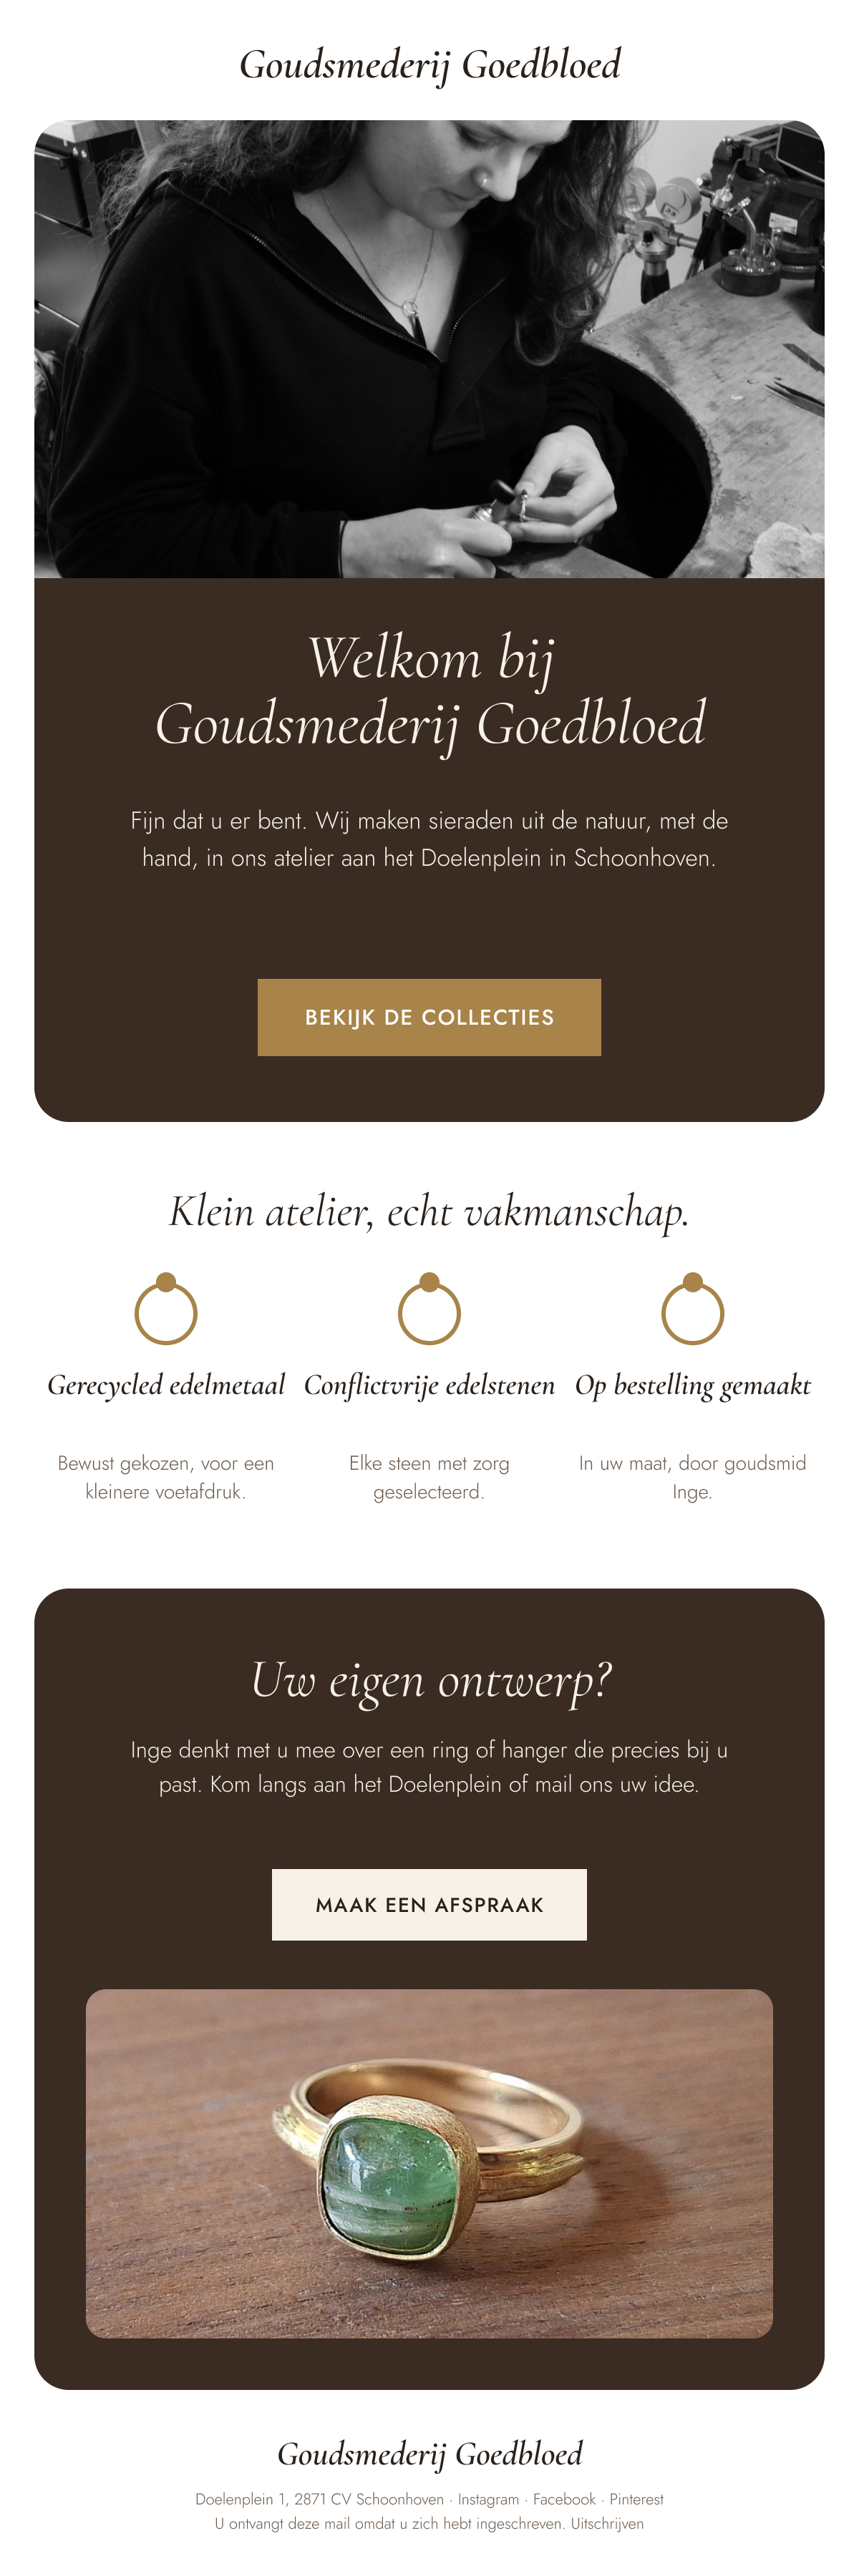 Goudsmederij Goedbloed
Welkom bij
Goudsmederij Goedbloed
Fijn dat u er bent. Wij maken sieraden uit de natuur, met de
hand, in ons atelier aan het Doelenplein in Schoonhoven.
BEKIJK DE COLLECTIES
Klein atelier, echt vakmanschap.
Gerecycled edelmetaal
Bewust gekozen, voor een
kleinere voetafdruk.
Conflictvrije edelstenen
Elke steen met zorg
geselecteerd.
Op bestelling gemaakt
In uw maat, door goudsmid
Inge.
Uw eigen ontwerp?
Inge denkt met u mee over een ring of hanger die precies bij u
past. Kom langs aan het Doelenplein of mail ons uw idee.
MAAK EEN AFSPRAAK
Goudsmederij Goedbloed
Doelenplein 1, 2871 CV Schoonhoven · Instagram · Facebook · Pinterest
U ontvangt deze mail omdat u zich hebt ingeschreven. Uitschrijven